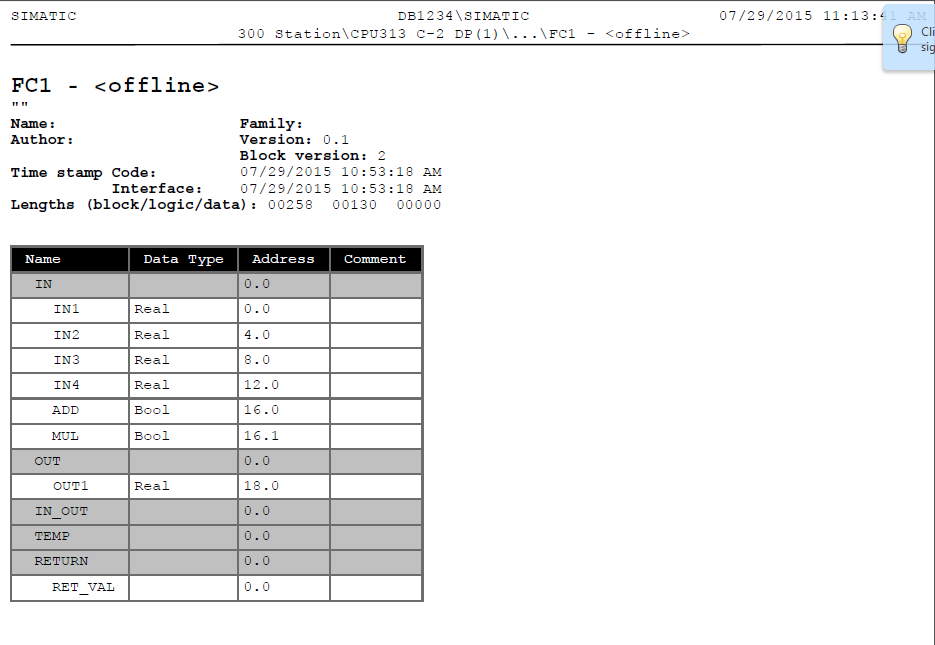 SIMATIC DB1234\SIMATIC 07/29/2015 11:13:41 AM
300 Station\CPU313 C-2 DP(1)\...\FC1 - <offline>
Cli
sig
FC1 - <offline>
""
Name: Family:
Author: Version: 0.1
Block version: 2
Time stamp Code: 07/29/2015 10:53:18 AM
Interface: 07/29/2015 10:53:18 AM
Lengths (block/logic/data): 00258 00130 00000
Name Data Type Address Comment
IN 0.0
IN1 Real 0.0
IN2 Real 4.0
IN3 Real 8.0
IN4 Real 12.0
ADD Bool 16.0
MUL Bool 16.1
OUT 0.0
OUT1 Real 18.0
IN_OUT 0.0
TEMP 0.0
RETURN 0.0
RET_VAL 0.0